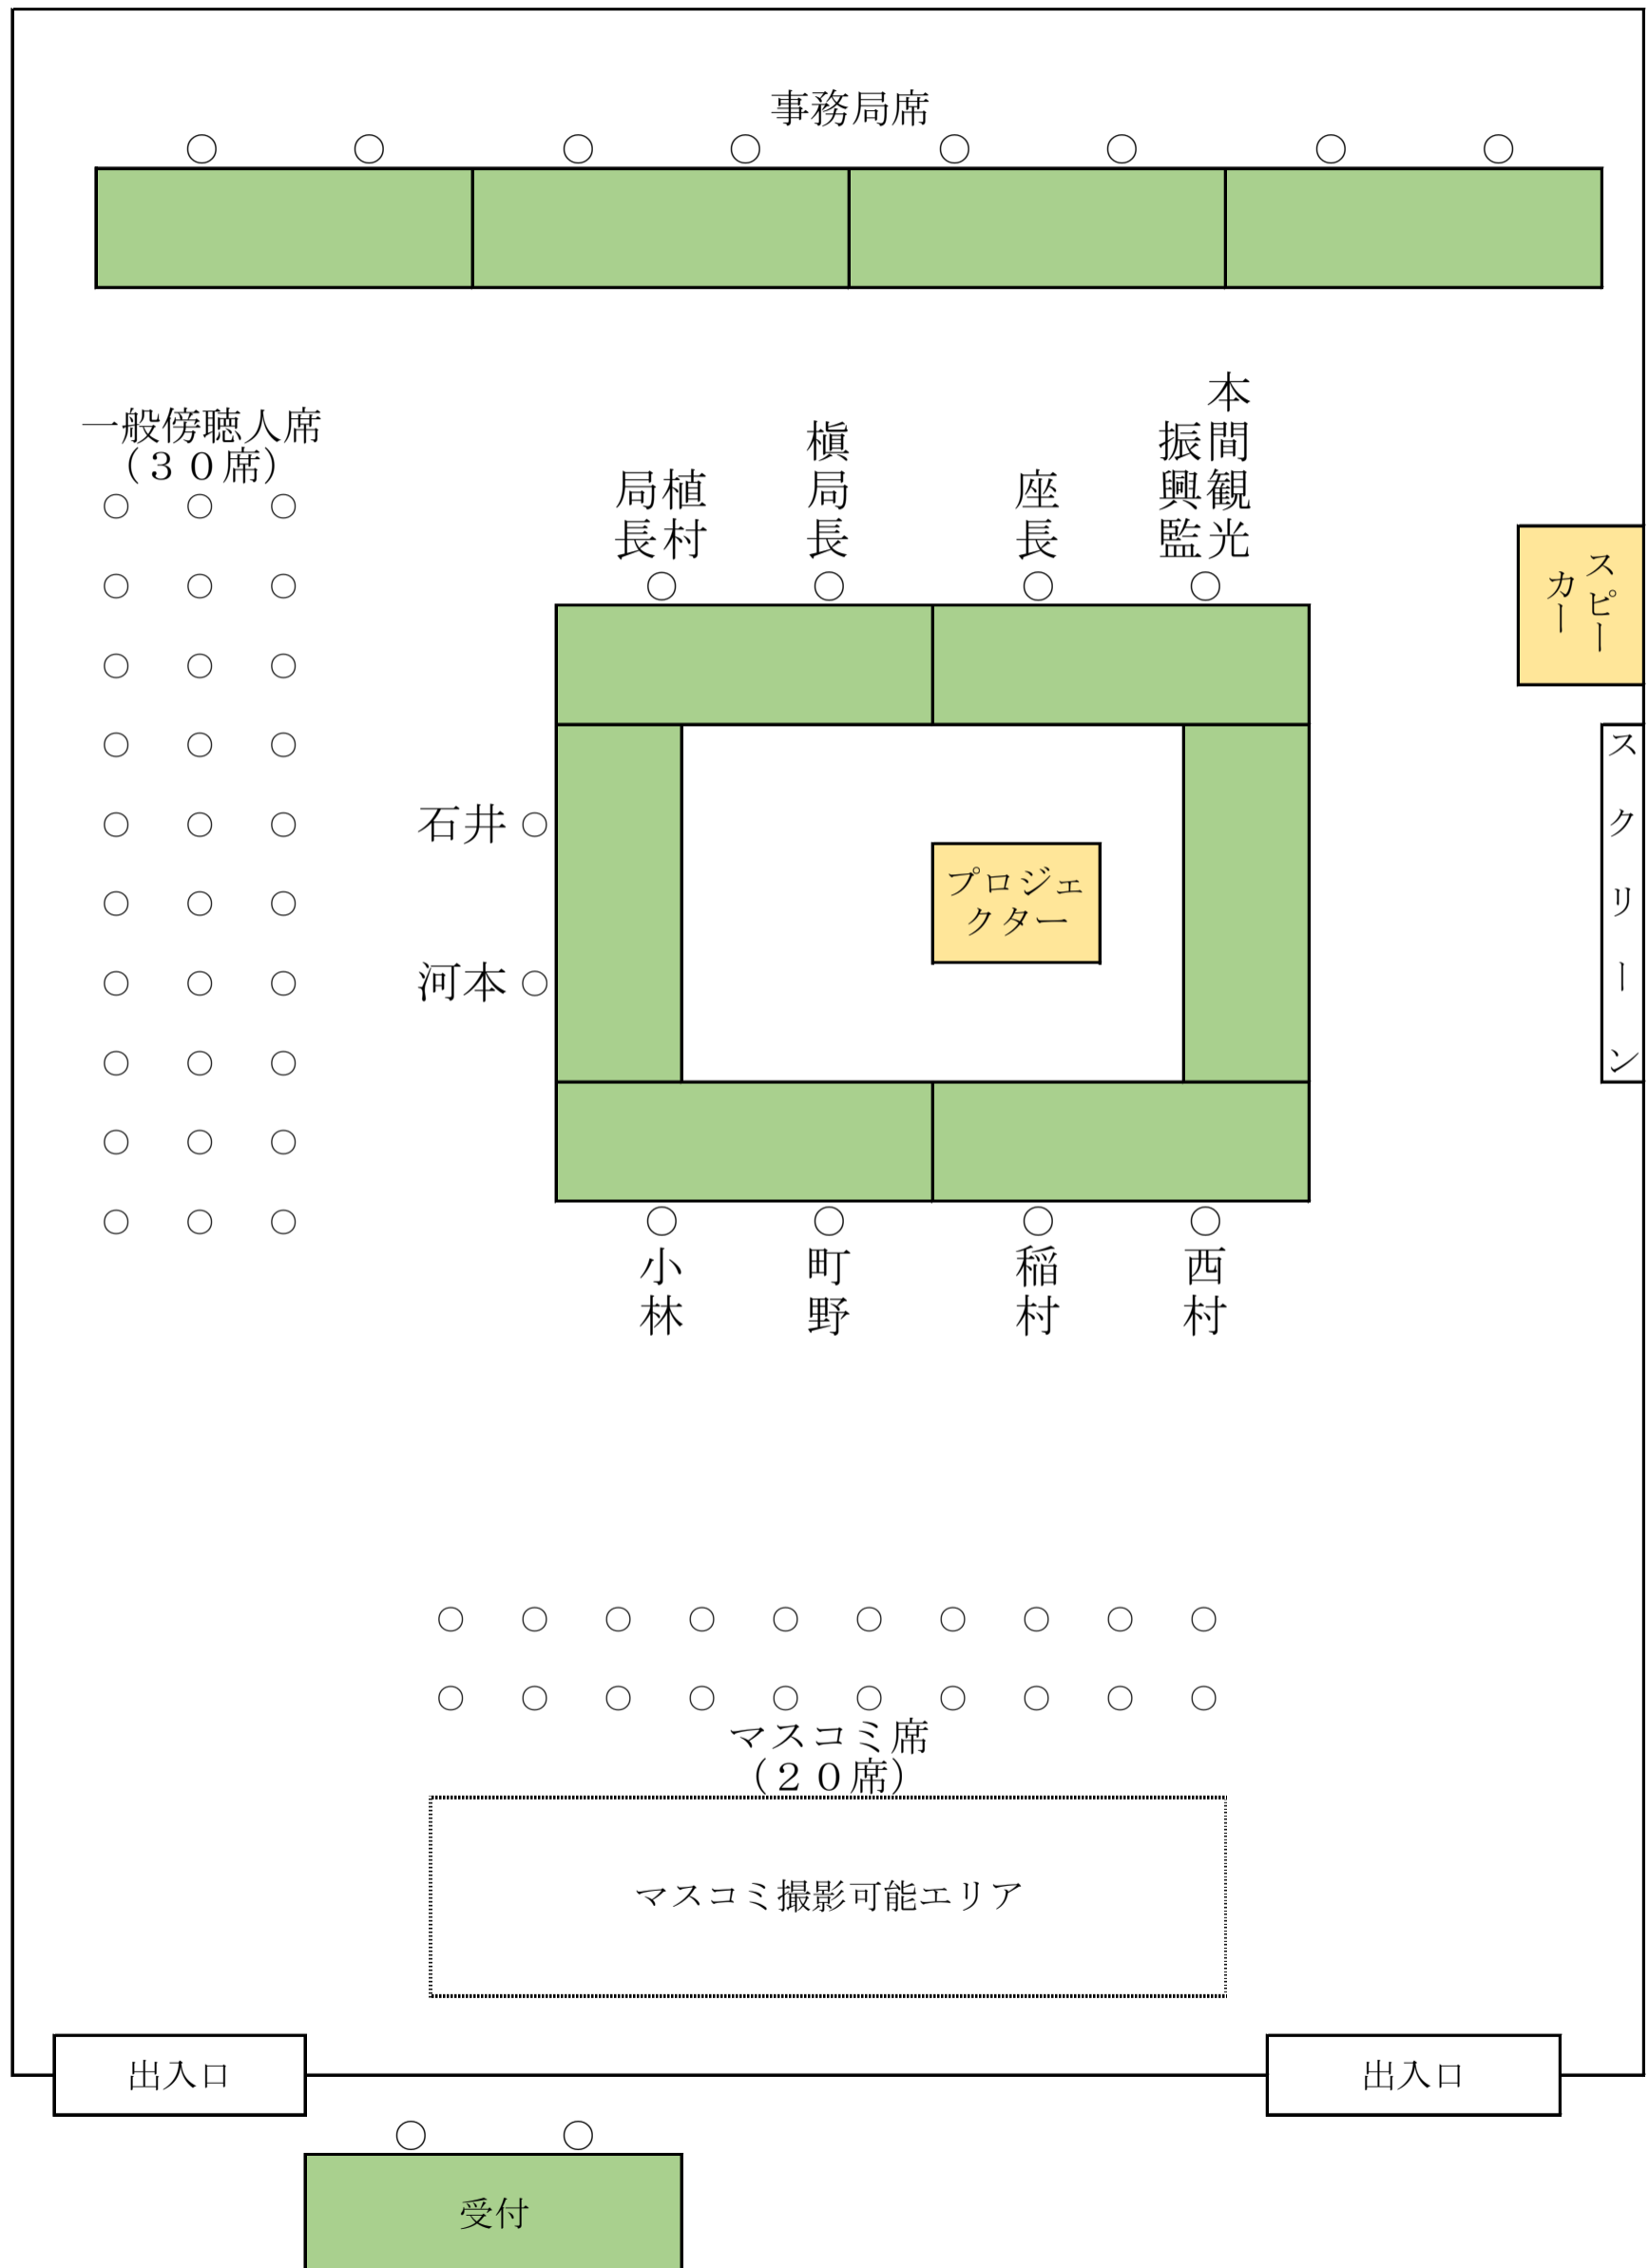 事務局席
一般傍聴人席
（３０席）
植村
局長
槇局長
座長
本間観光
振興監
スピー
カー
スクリーン
石井
プロジェ
クター
河本
小林
町野
稲村
西村
マスコミ席
（２０席）
マスコミ撮影可能エリア
出入口
出入口
受付